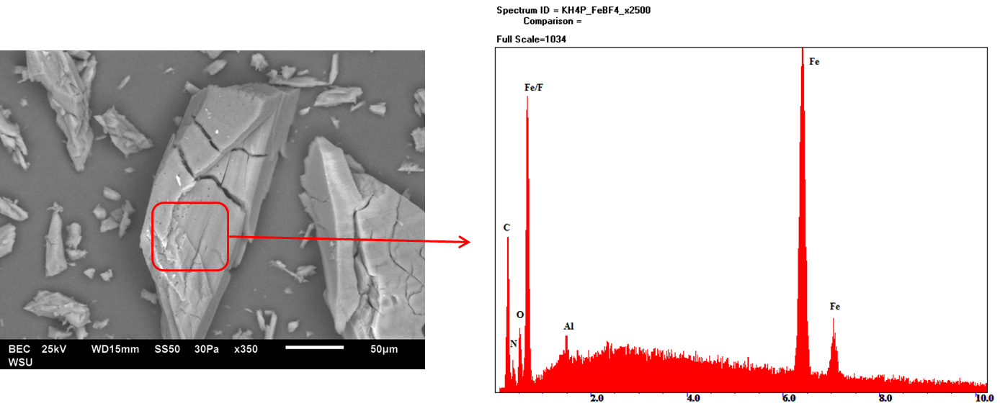 Spectrum ID = KH4P_FeBF4_x2500
Comparison =
Full Scale=1034
Fe
Fe/F
C
O
N
Al
Fe
2.0 4.0 6.0 8.0 10.0
BEC 25kV WD15mm SS50 30Pa x350 50µm
WSU